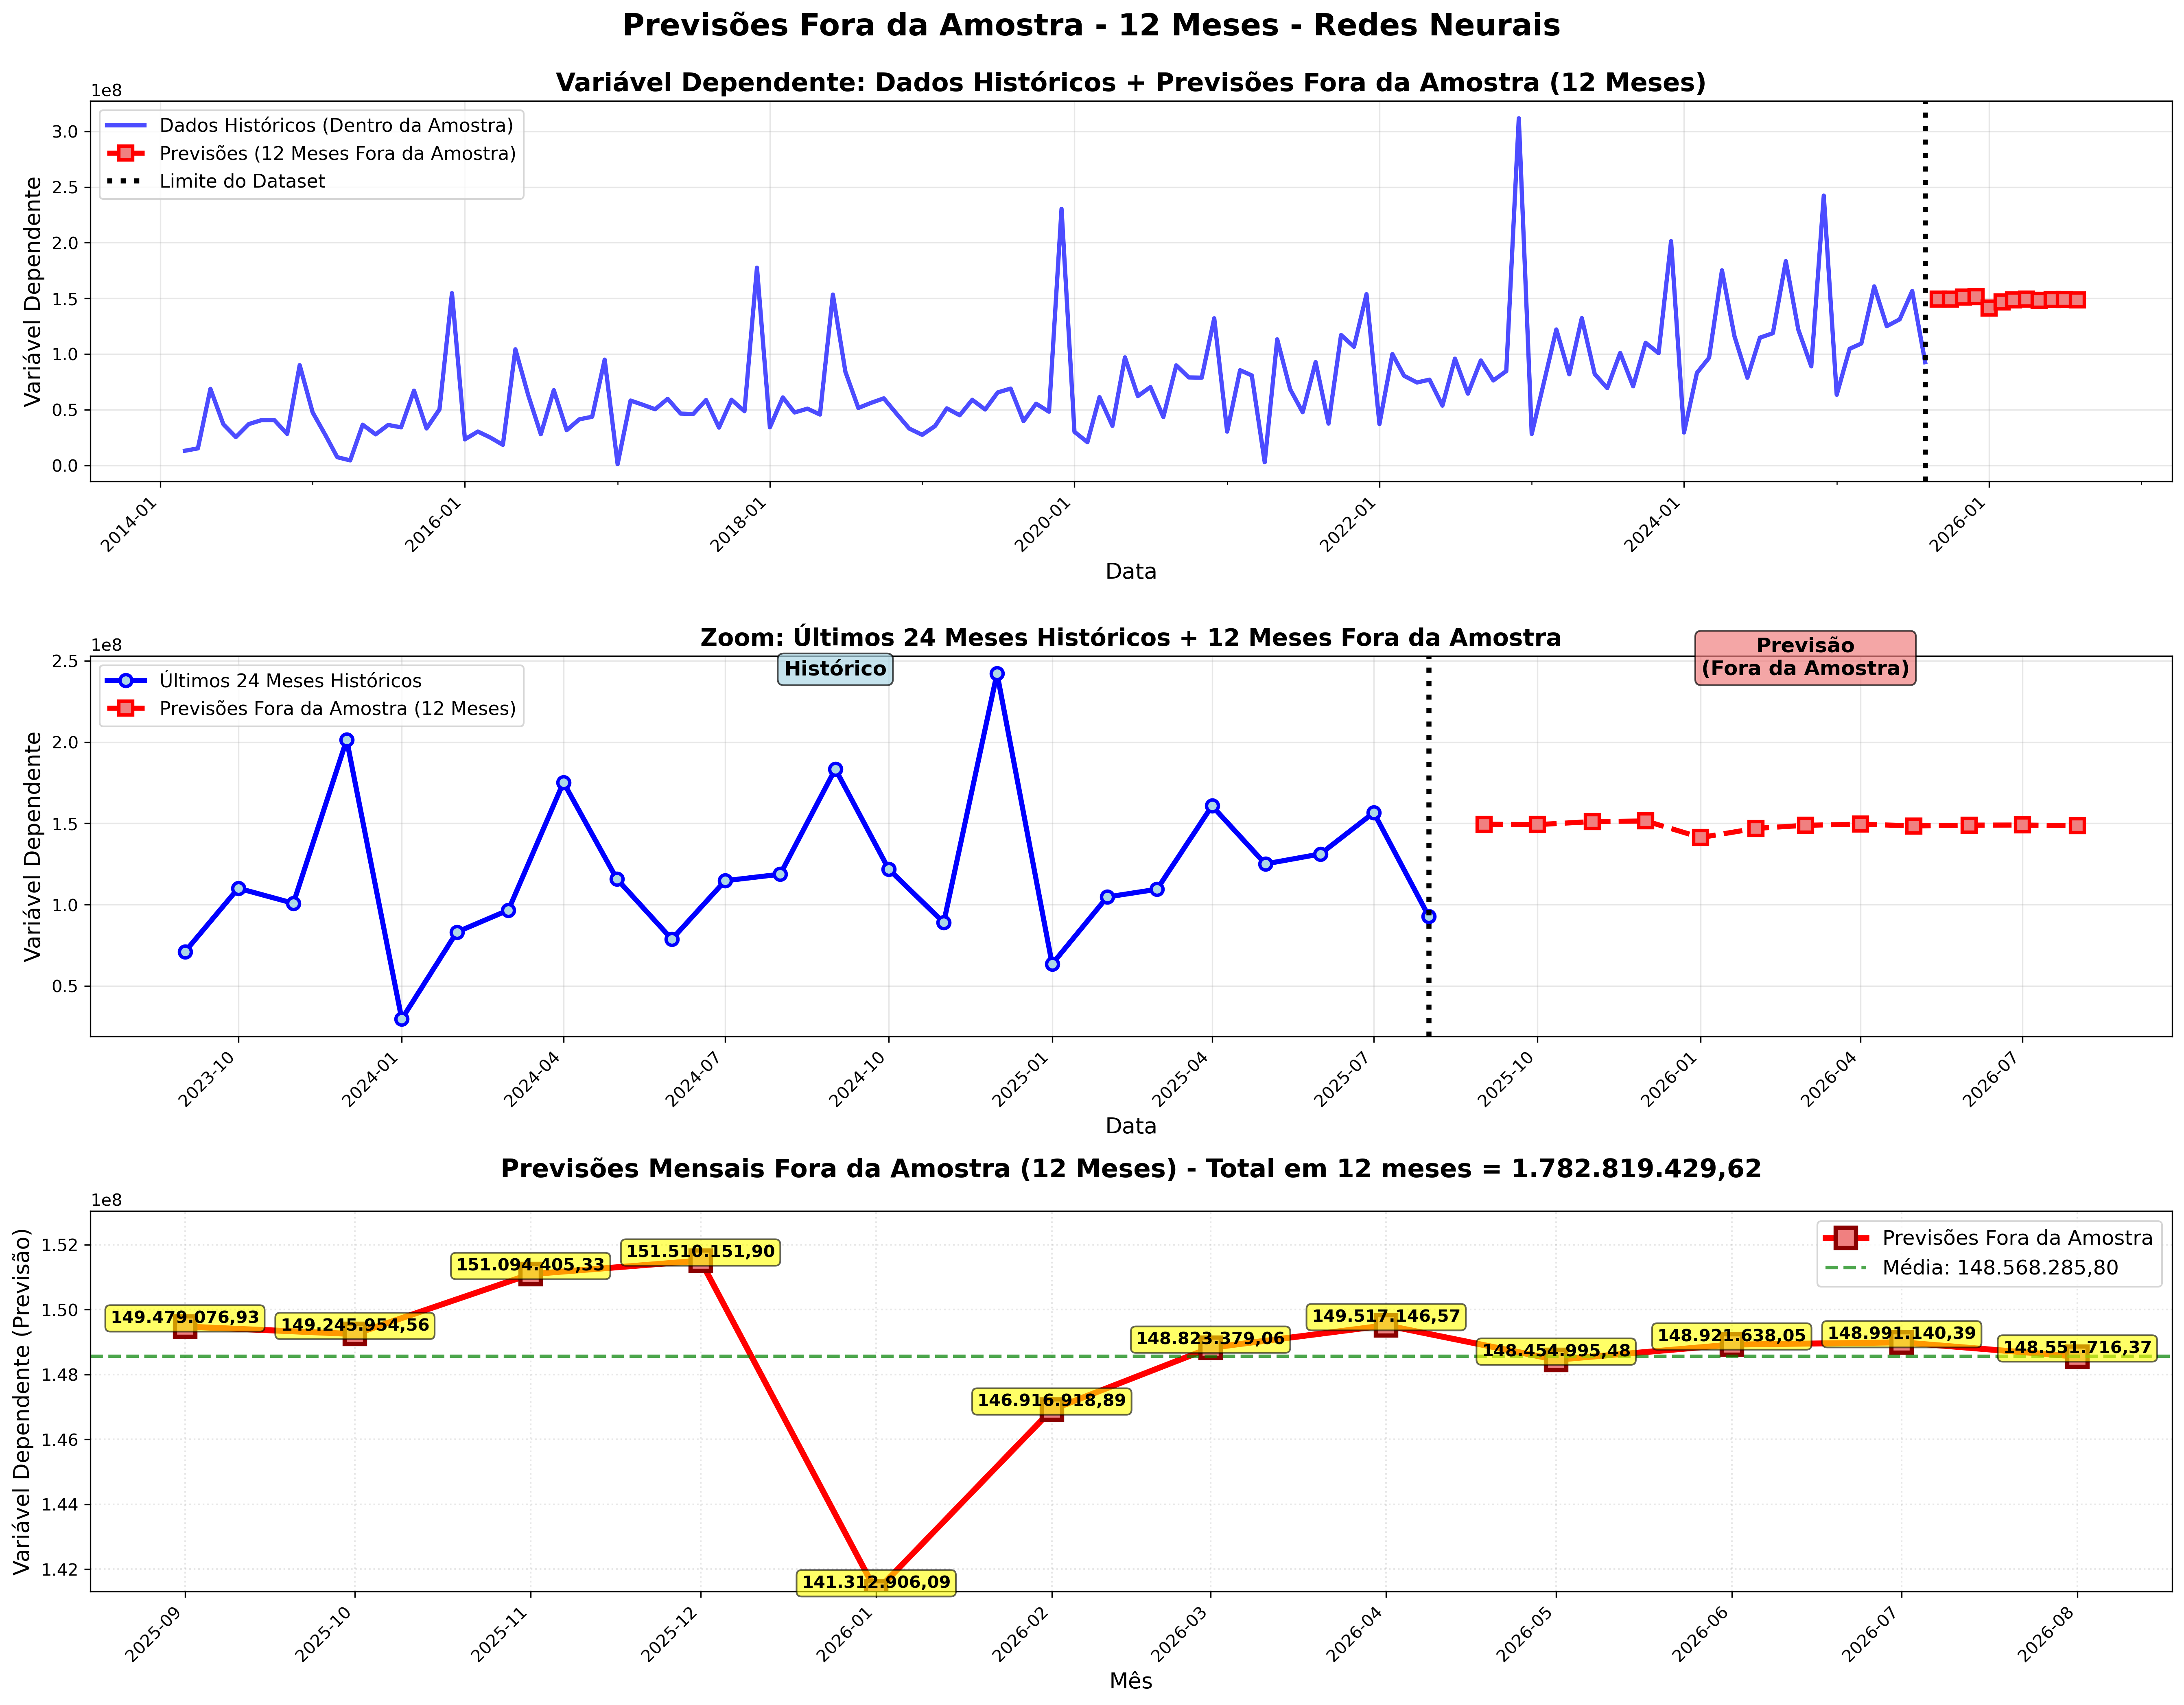 Previsões Fora da Amostra - 12 Meses - Redes Neurais
Variável Dependente: Dados Históricos + Previsões Fora da Amostra (12 Meses)
1e8
Dados Históricos (Dentro da Amostra)
Previsões (12 Meses Fora da Amostra)
Limite do Dataset
Variável Dependente
3.0
2.5
2.0
1.5
1.0
0.5
0.0
2014-01
2016-01
2018-01
2020-01
2022-01
2024-01
2026-01
Data
Zoom: Últimos 24 Meses Históricos + 12 Meses Fora da Amostra
1e8
Últimos 24 Meses Históricos
Previsões Fora da Amostra (12 Meses)
Histórico
Previsão
(Fora da Amostra)
Variável Dependente
2.5
2.0
1.5
1.0
0.5
2023-10
2024-01
2024-04
2024-07
2024-10
2025-01
2025-04
2025-07
2025-10
2026-01
2026-04
2026-07
Data
Previsões Mensais Fora da Amostra (12 Meses) - Total em 12 meses = 1.782.819.429,62
1e8
Previsões Fora da Amostra
Média: 148.568.285,80
Variável Dependente (Previsão)
1.52
1.50
1.48
1.46
1.44
1.42
149.479.076,93
149.245.954,56
151.094.405,33
151.510.151,90
141.312.906,09
146.916.918,89
148.823.379,06
149.517.146,57
148.454.995,48
148.921.638,05
148.991.140,39
148.551.716,37
2025-09
2025-10
2025-11
2025-12
2026-01
2026-02
2026-03
2026-04
2026-05
2026-06
2026-07
2026-08
Mês